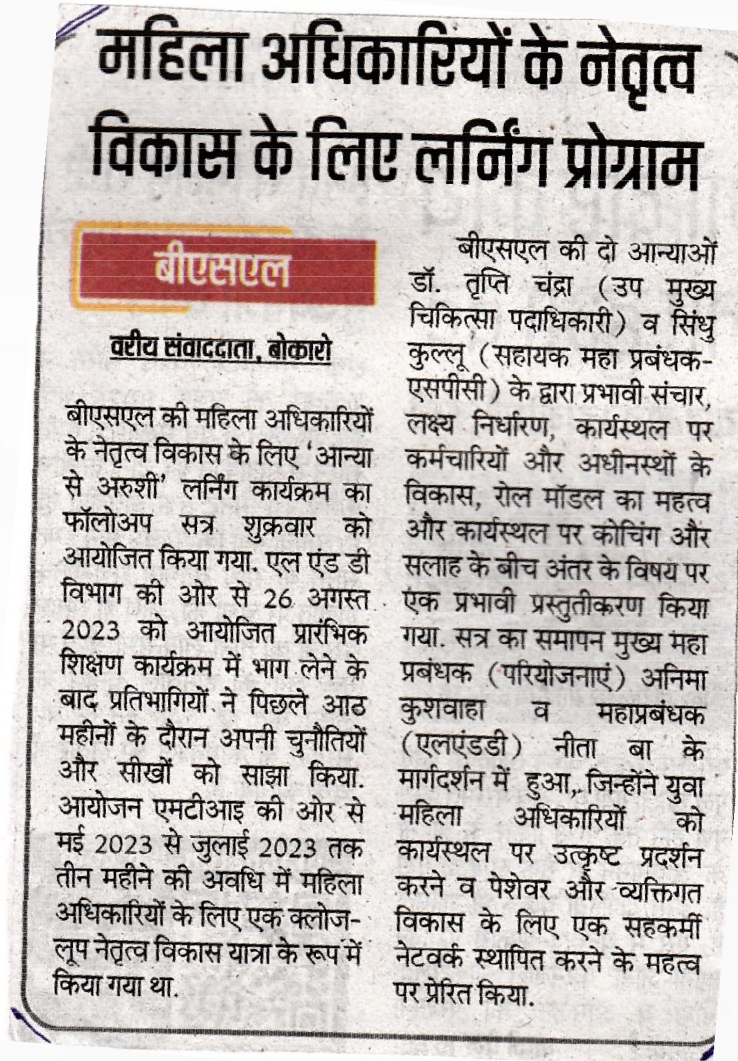 महिला अधिकारियों के नेतृत्व
विकास के लिए लर्निंग प्रोग्राम
बीएसएल
वरीय संवाददाता, बोकारो
बीएसएल की महिला अधिकारियों
के नेतृत्व विकास के लिए ‘आन्या
से अरुशी’ लर्निंग कार्यक्रम का
फॉलोअप सत्र शुक्रवार को
आयोजित किया गया. एल एंड डी
विभाग की ओर से 26 अगस्त
2023 को आयोजित प्रारंभिक
शिक्षण कार्यक्रम में भाग लेने के
बाद प्रतिभागियों ने पिछले आठ
महीनों के दौरान अपनी चुनौतियों
और सीखों को साझा किया.
आयोजन एमटीआइ की ओर से
मई 2023 से जुलाई 2023 तक
तीन महीने की अवधि में महिला
अधिकारियों के लिए एक क्लोज-
लूप नेतृत्व विकास यात्रा के रूप में
किया गया था.
बीएसएल की दो आन्याओं
डॉ. तृप्ति चंद्रा (उप मुख्य
चिकित्सा पदाधिकारी) व सिंधु
कुल्लू (सहायक महा प्रबंधक-
एसपीसी) के द्वारा प्रभावी संचार,
लक्ष्य निर्धारण, कार्यस्थल पर
कर्मचारियों और अधीनस्थों के
विकास, रोल मॉडल का महत्व
और कार्यस्थल पर कोचिंग और
सलाह के बीच अंतर के विषय पर
एक प्रभावी प्रस्तुतीकरण किया
गया. सत्र का समापन मुख्य महा
प्रबंधक (परियोजनाएं) अनिमा
कुशवाहा व महाप्रबंधक
(एलएंडडी) नीता बा के
मार्गदर्शन में हुआ, जिन्होंने युवा
महिला अधिकारियों को
कार्यस्थल पर उत्कृष्ट प्रदर्शन
करने व पेशेवर और व्यक्तिगत
विकास के लिए एक सहकर्मी
नेटवर्क स्थापित करने के महत्व
पर प्रेरित किया.